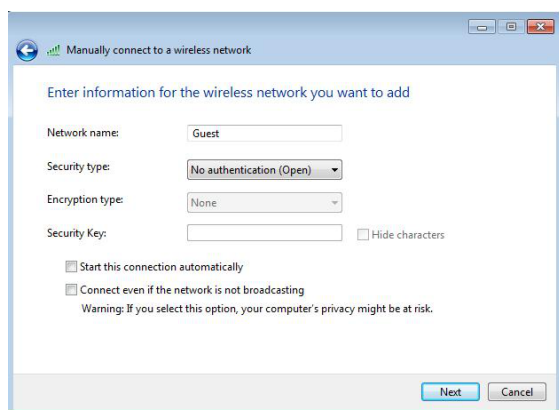 Manually connect to a wireless network
Enter information for the wireless network you want to add
Network name: Guest
Security type: No authentication (Open)
Encryption type: None
Security Key: Hide characters
Start this connection automatically
Connect even if the network is not broadcasting
Warning: If you select this option, your computer's privacy might be at risk.
Next Cancel